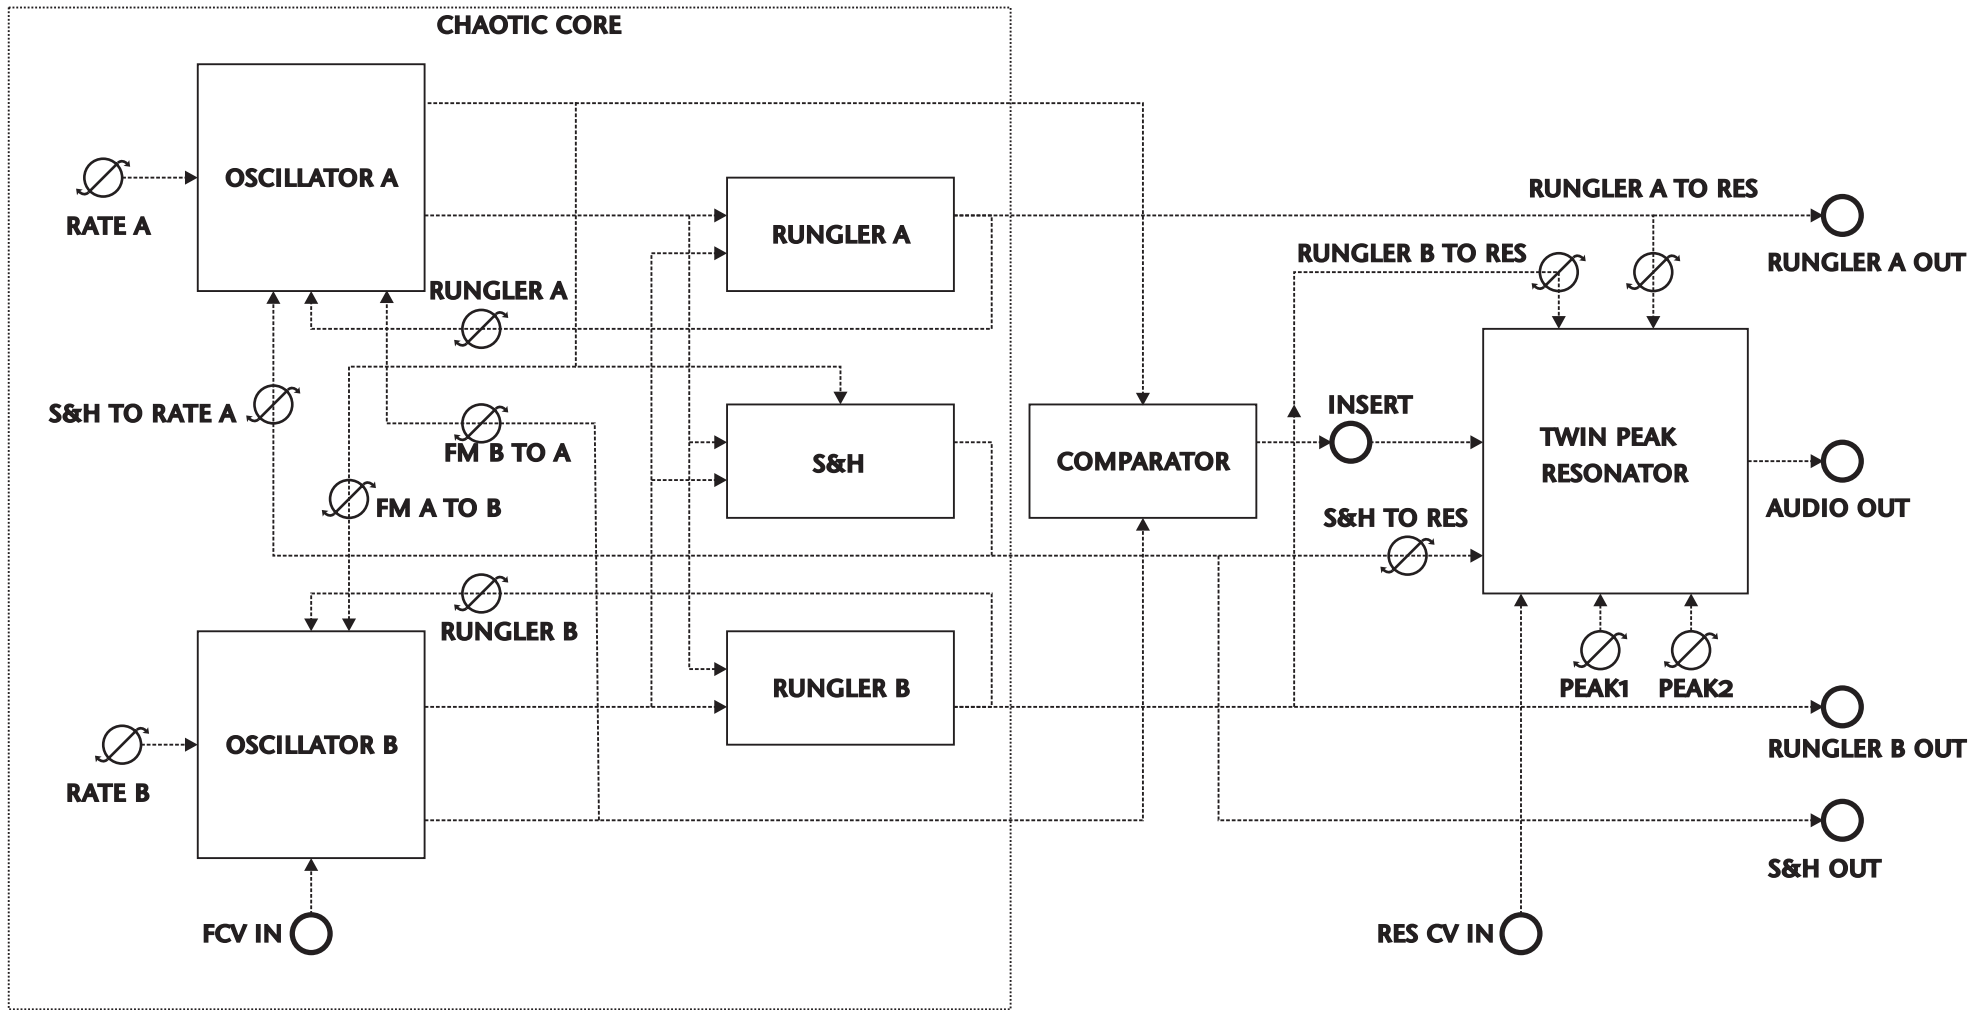 CHAOTIC CORE
OSCILLATOR A
RATE A
RUNGLER A
RUNGLER A
RUNGLER A TO RES
RUNGLER B TO RES
RUNGLER A OUT
S&H TO RATE A
FM B TO A
FM A TO B
S&H
COMPARATOR
INSERT
TWIN PEAK
RESONATOR
S&H TO RES
AUDIO OUT
RUNGLER B
RUNGLER B
PEAK1
PEAK2
OSCILLATOR B
RATE B
RUNGLER B OUT
S&H OUT
FCV IN
RES CV IN